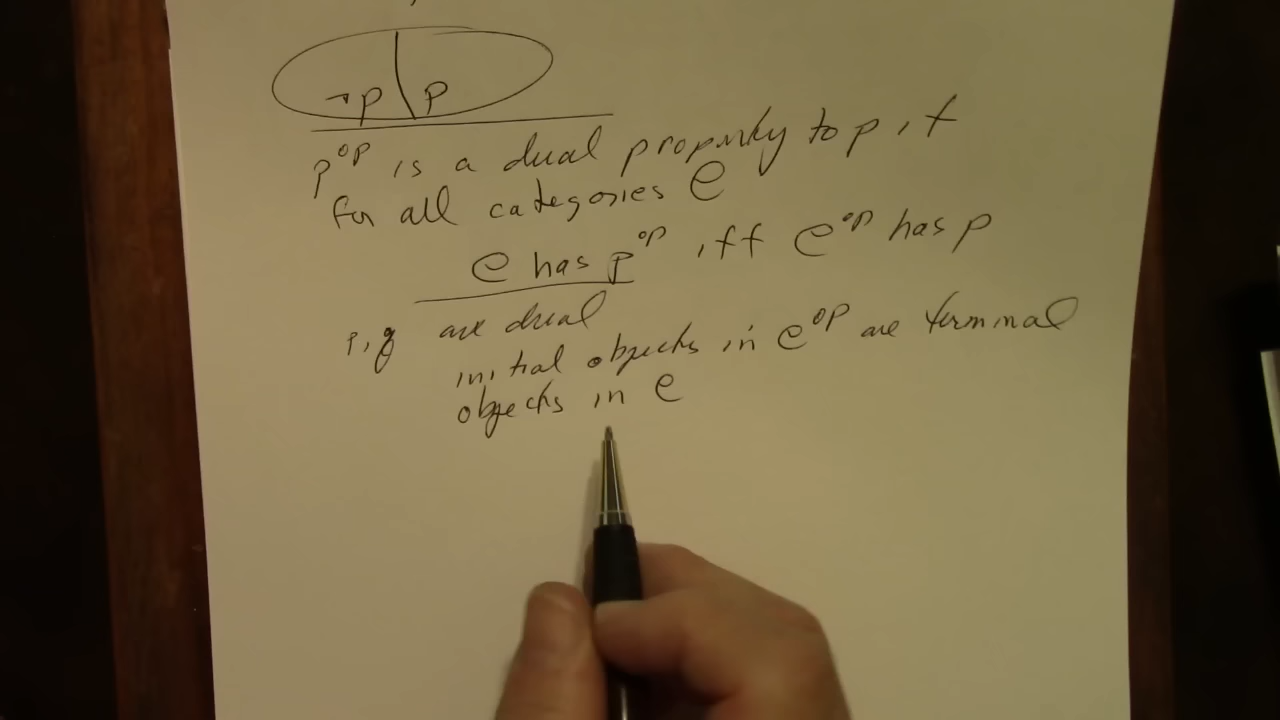 ¬p p
p^op is a dual property to p if
for all categories C
C has p^op iff C^op has p
p, q are dual
initial objects in C^op are terminal
objects in C